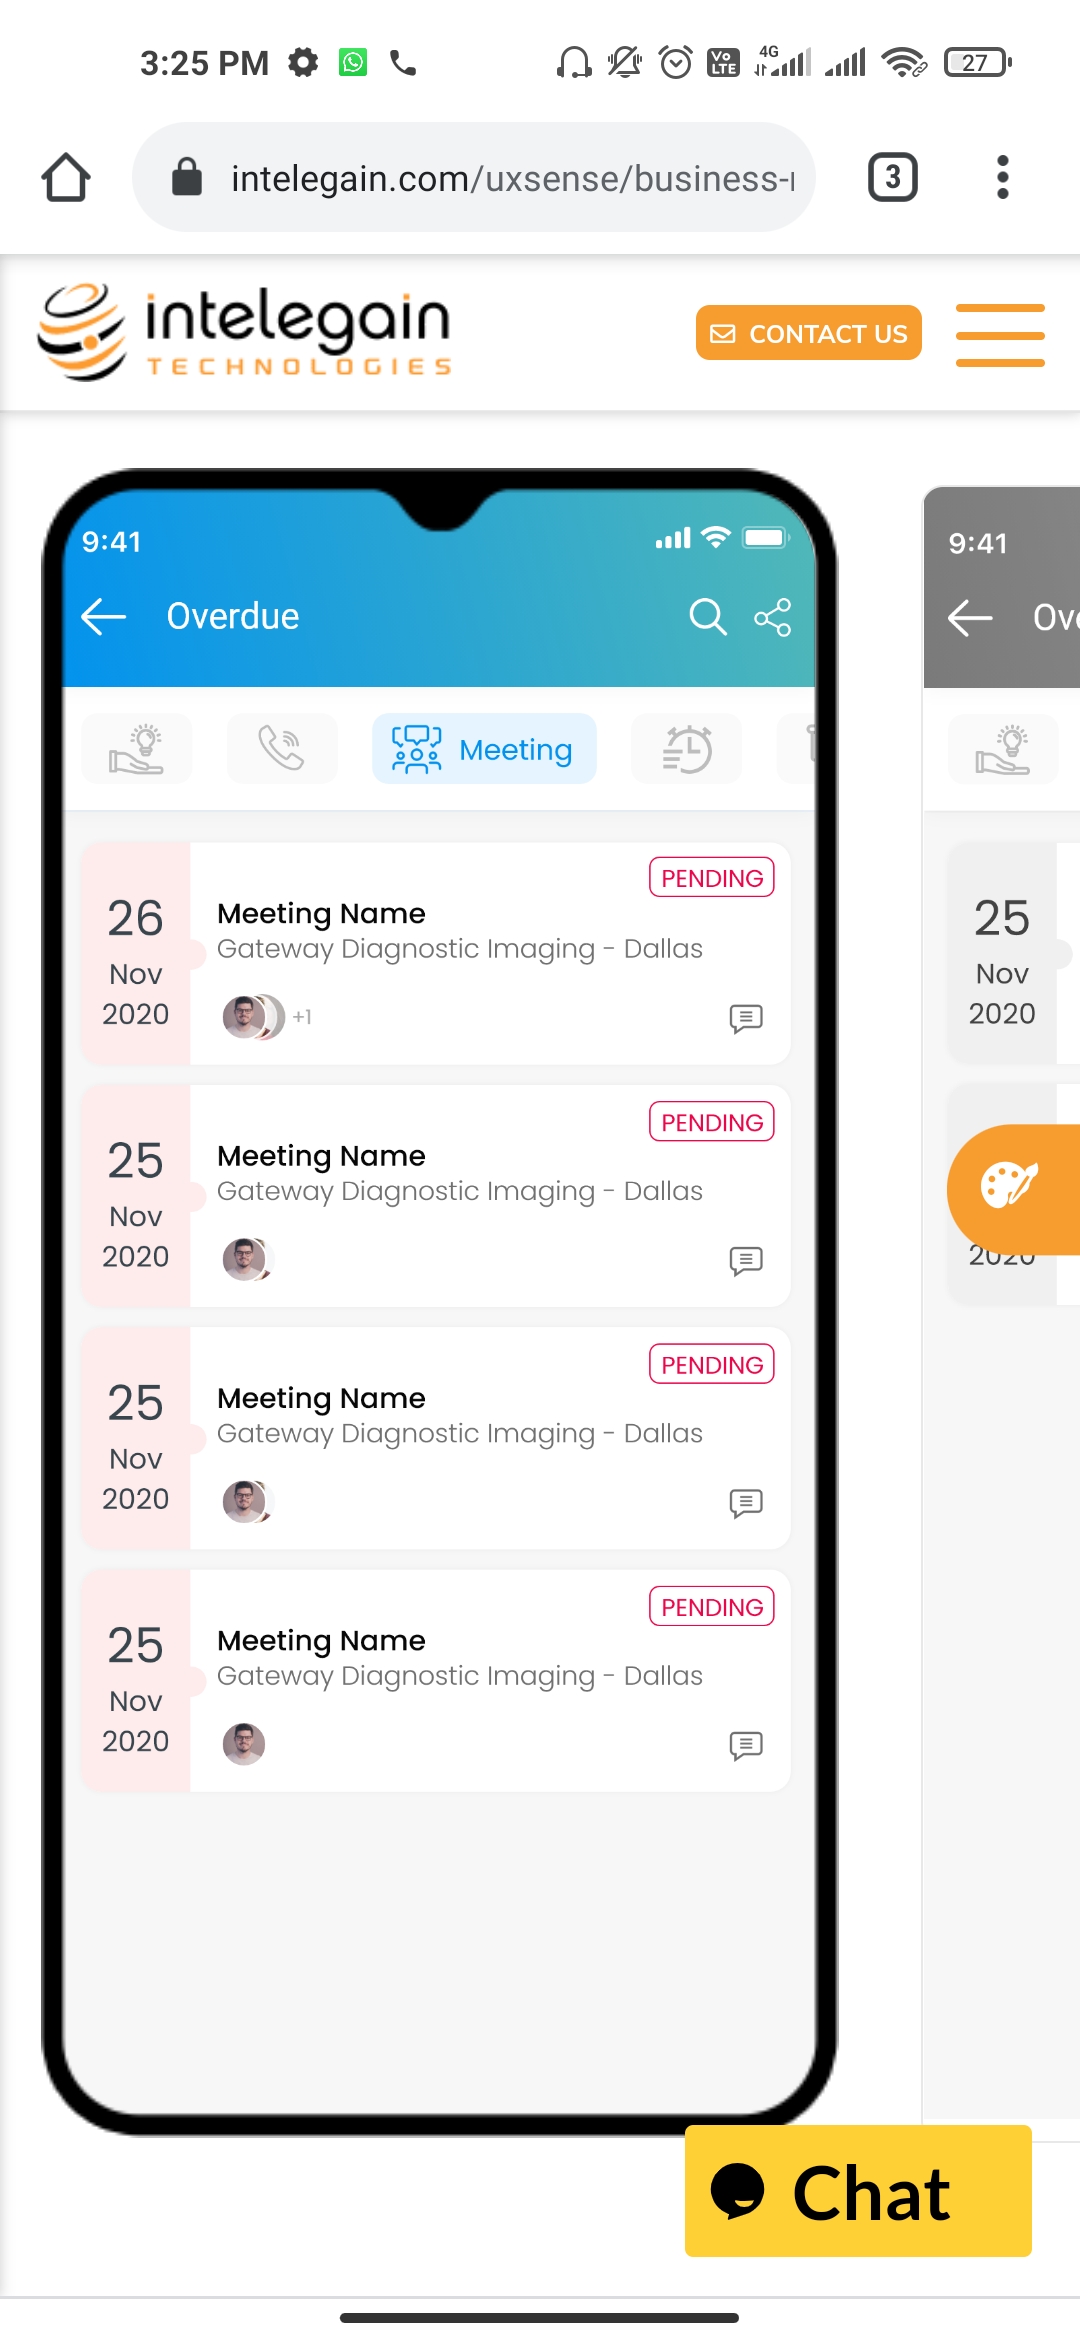 3:25 PM
4G
Vo LTE
27
intelegain.com/uxsense/business-
3
intelegain
TECHNOLOGIES
CONTACT US
9:41
Overdue
Meeting
26
Nov
2020
PENDING
Meeting Name
Gateway Diagnostic Imaging - Dallas
+1
25
Nov
2020
PENDING
Meeting Name
Gateway Diagnostic Imaging - Dallas
25
Nov
2020
PENDING
Meeting Name
Gateway Diagnostic Imaging - Dallas
25
Nov
2020
PENDING
Meeting Name
Gateway Diagnostic Imaging - Dallas
9:41
25
Nov
2020
2020
Chat